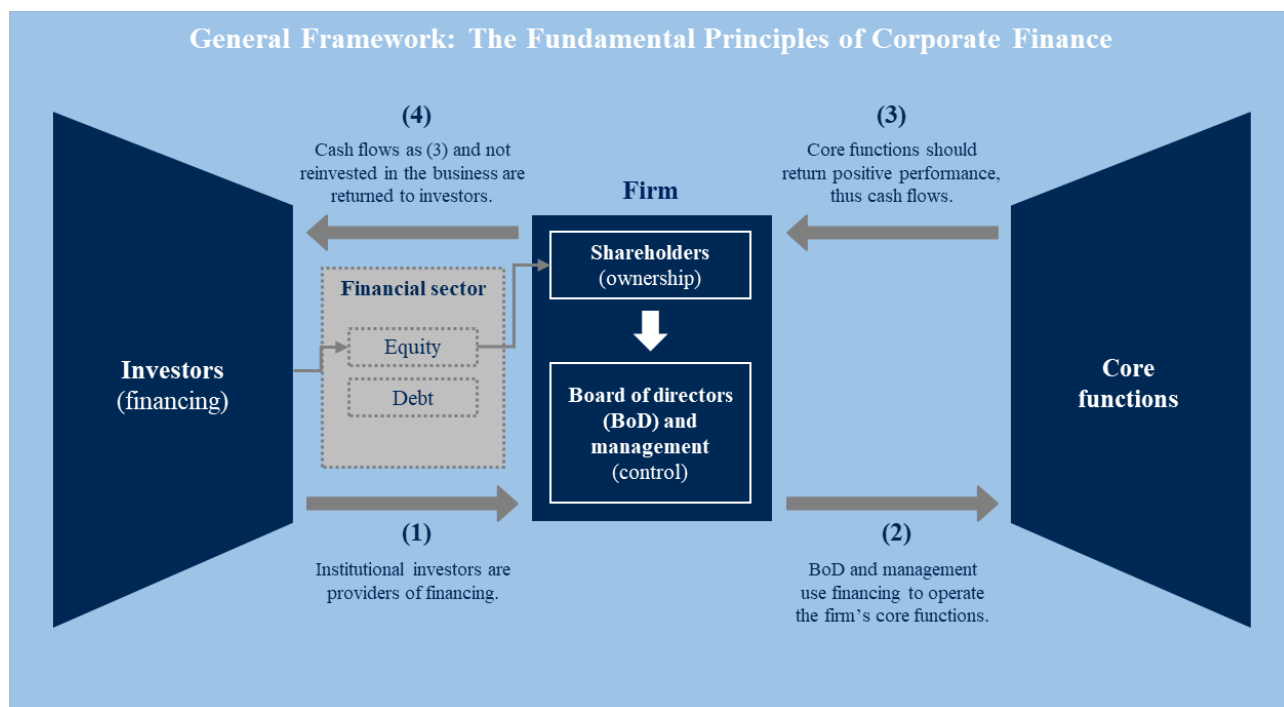 General Framework: The Fundamental Principles of Corporate Finance
(4)
Cash flows as (3) and not
reinvested in the business are
returned to investors.
(3)
Core functions should
return positive performance,
thus cash flows.
Firm
Shareholders
(ownership)
Financial sector
Equity
Debt
Investors
(financing)
Board of directors
(BoD) and
management
(control)
Core
functions
(1)
Institutional investors are
providers of financing.
(2)
BoD and management
use financing to operate
the firm's core functions.